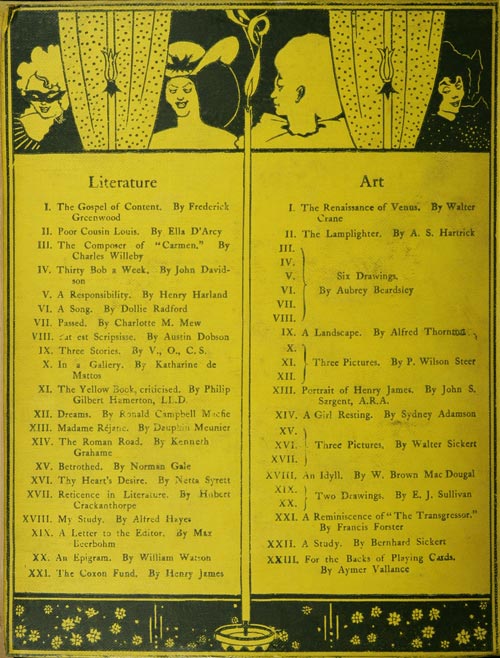 Literature
I. The Gospel of Content. By Frederick
Greenwood
II. Poor Cousin Louis. By Ella D'Arcy
III. The Composer of "Carmen." By
Charles Willeby
IV. Thirty Bob a Week. By John David-
son
V. A Responsibility. By Henry Harland
VI. A Song. By Dollie Radford
VII. Passed. By Charlotte M. Mew
VIII. Sat est Scripsisse. By Austin Dobson
IX. Three Stories. By V., O., C. S.
X. In a Gallery. By Katharine de
Mattos
XI. The Yellow Book, criticised. By Philip
Gilbert Hamerton, LL.D.
XII. Dreams. By Ronald Campbell Macfie
XIII. Madame Réjane. By Dauphin Meunier
XIV. The Roman Road. By Kenneth
Grahame
XV. Betrothed. By Norman Gale
XVI. Thy Heart's Desire. By Netta Syrett
XVII. Reticence in Literature. By Hubert
Crackanthorpe
XVIII. My Study. By Alfred Hayes
XIX. A Letter to the Editor. By Max
Beerbohm
XX. An Epigram. By William Watson
XXI. The Coxon Fund. By Henry James
Art
I. The Renaissance of Venus. By Walter
Crane
II. The Lamplighter. By A. S. Hartrick
III.
IV.
V. Six Drawings.
VI. By Aubrey Beardsley
VII.
VIII.
IX. A Landscape. By Alfred Thornton
X.
XI. Three Pictures. By P. Wilson Steer
XII.
XIII. Portrait of Henry James. By John S.
Sargent, A.R.A.
XIV. A Girl Resting. By Sydney Adamson
XV.
XVI. Three Pictures. By Walter Sickert
XVII.
XVIII. An Idyll. By W. Brown Mac Dougal
XIX.
Two Drawings. By E. J. Sullivan
XX.
XXI. A Reminiscence of "The Transgressor."
By Francis Forster
XXII. A Study. By Bernhard Sickert
XXIII. For the Backs of Playing Cards.
By Aymer Vallance